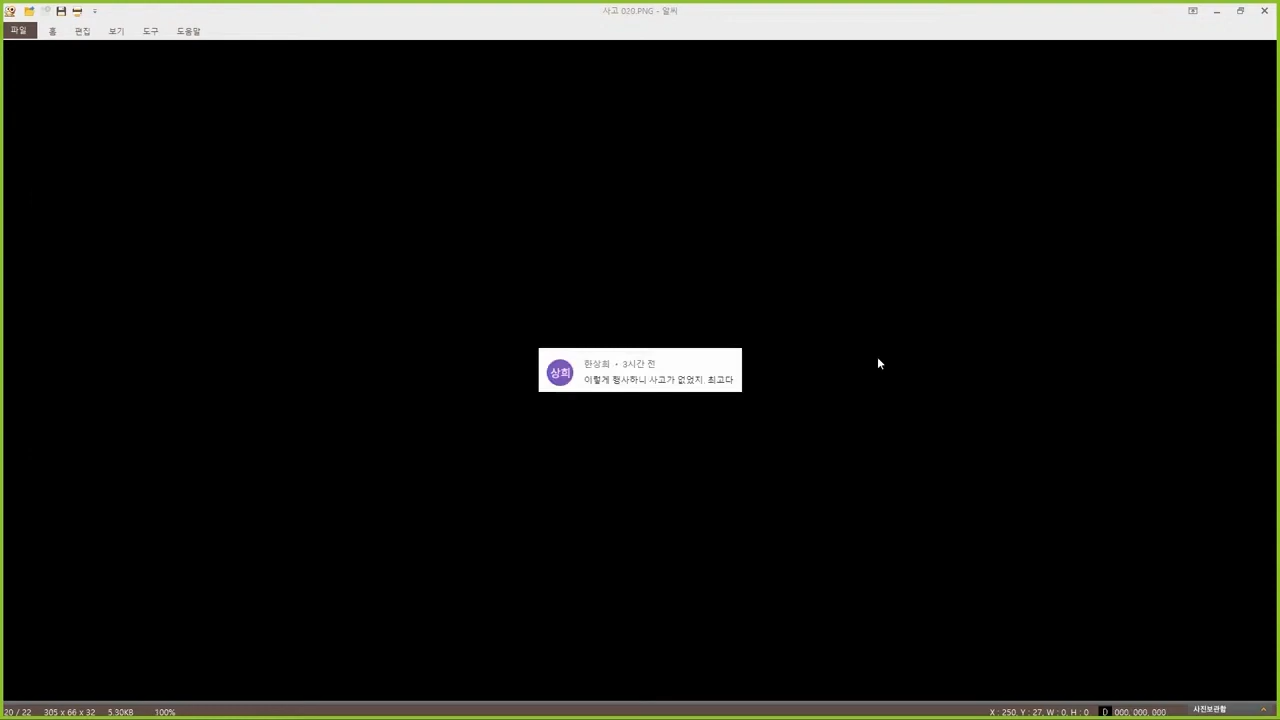 사고 020.PNG - 알씨
파일 홈 편집 보기 도구 도움말
상희
한상희 • 3시간 전
이렇게 행사하니 사고가 없었지. 최고다
20 / 22 305 x 66 x 32 5.30KB 100% X : 250, Y : 27, W : 0, H : 0 D 000, 000, 000 사진보관함